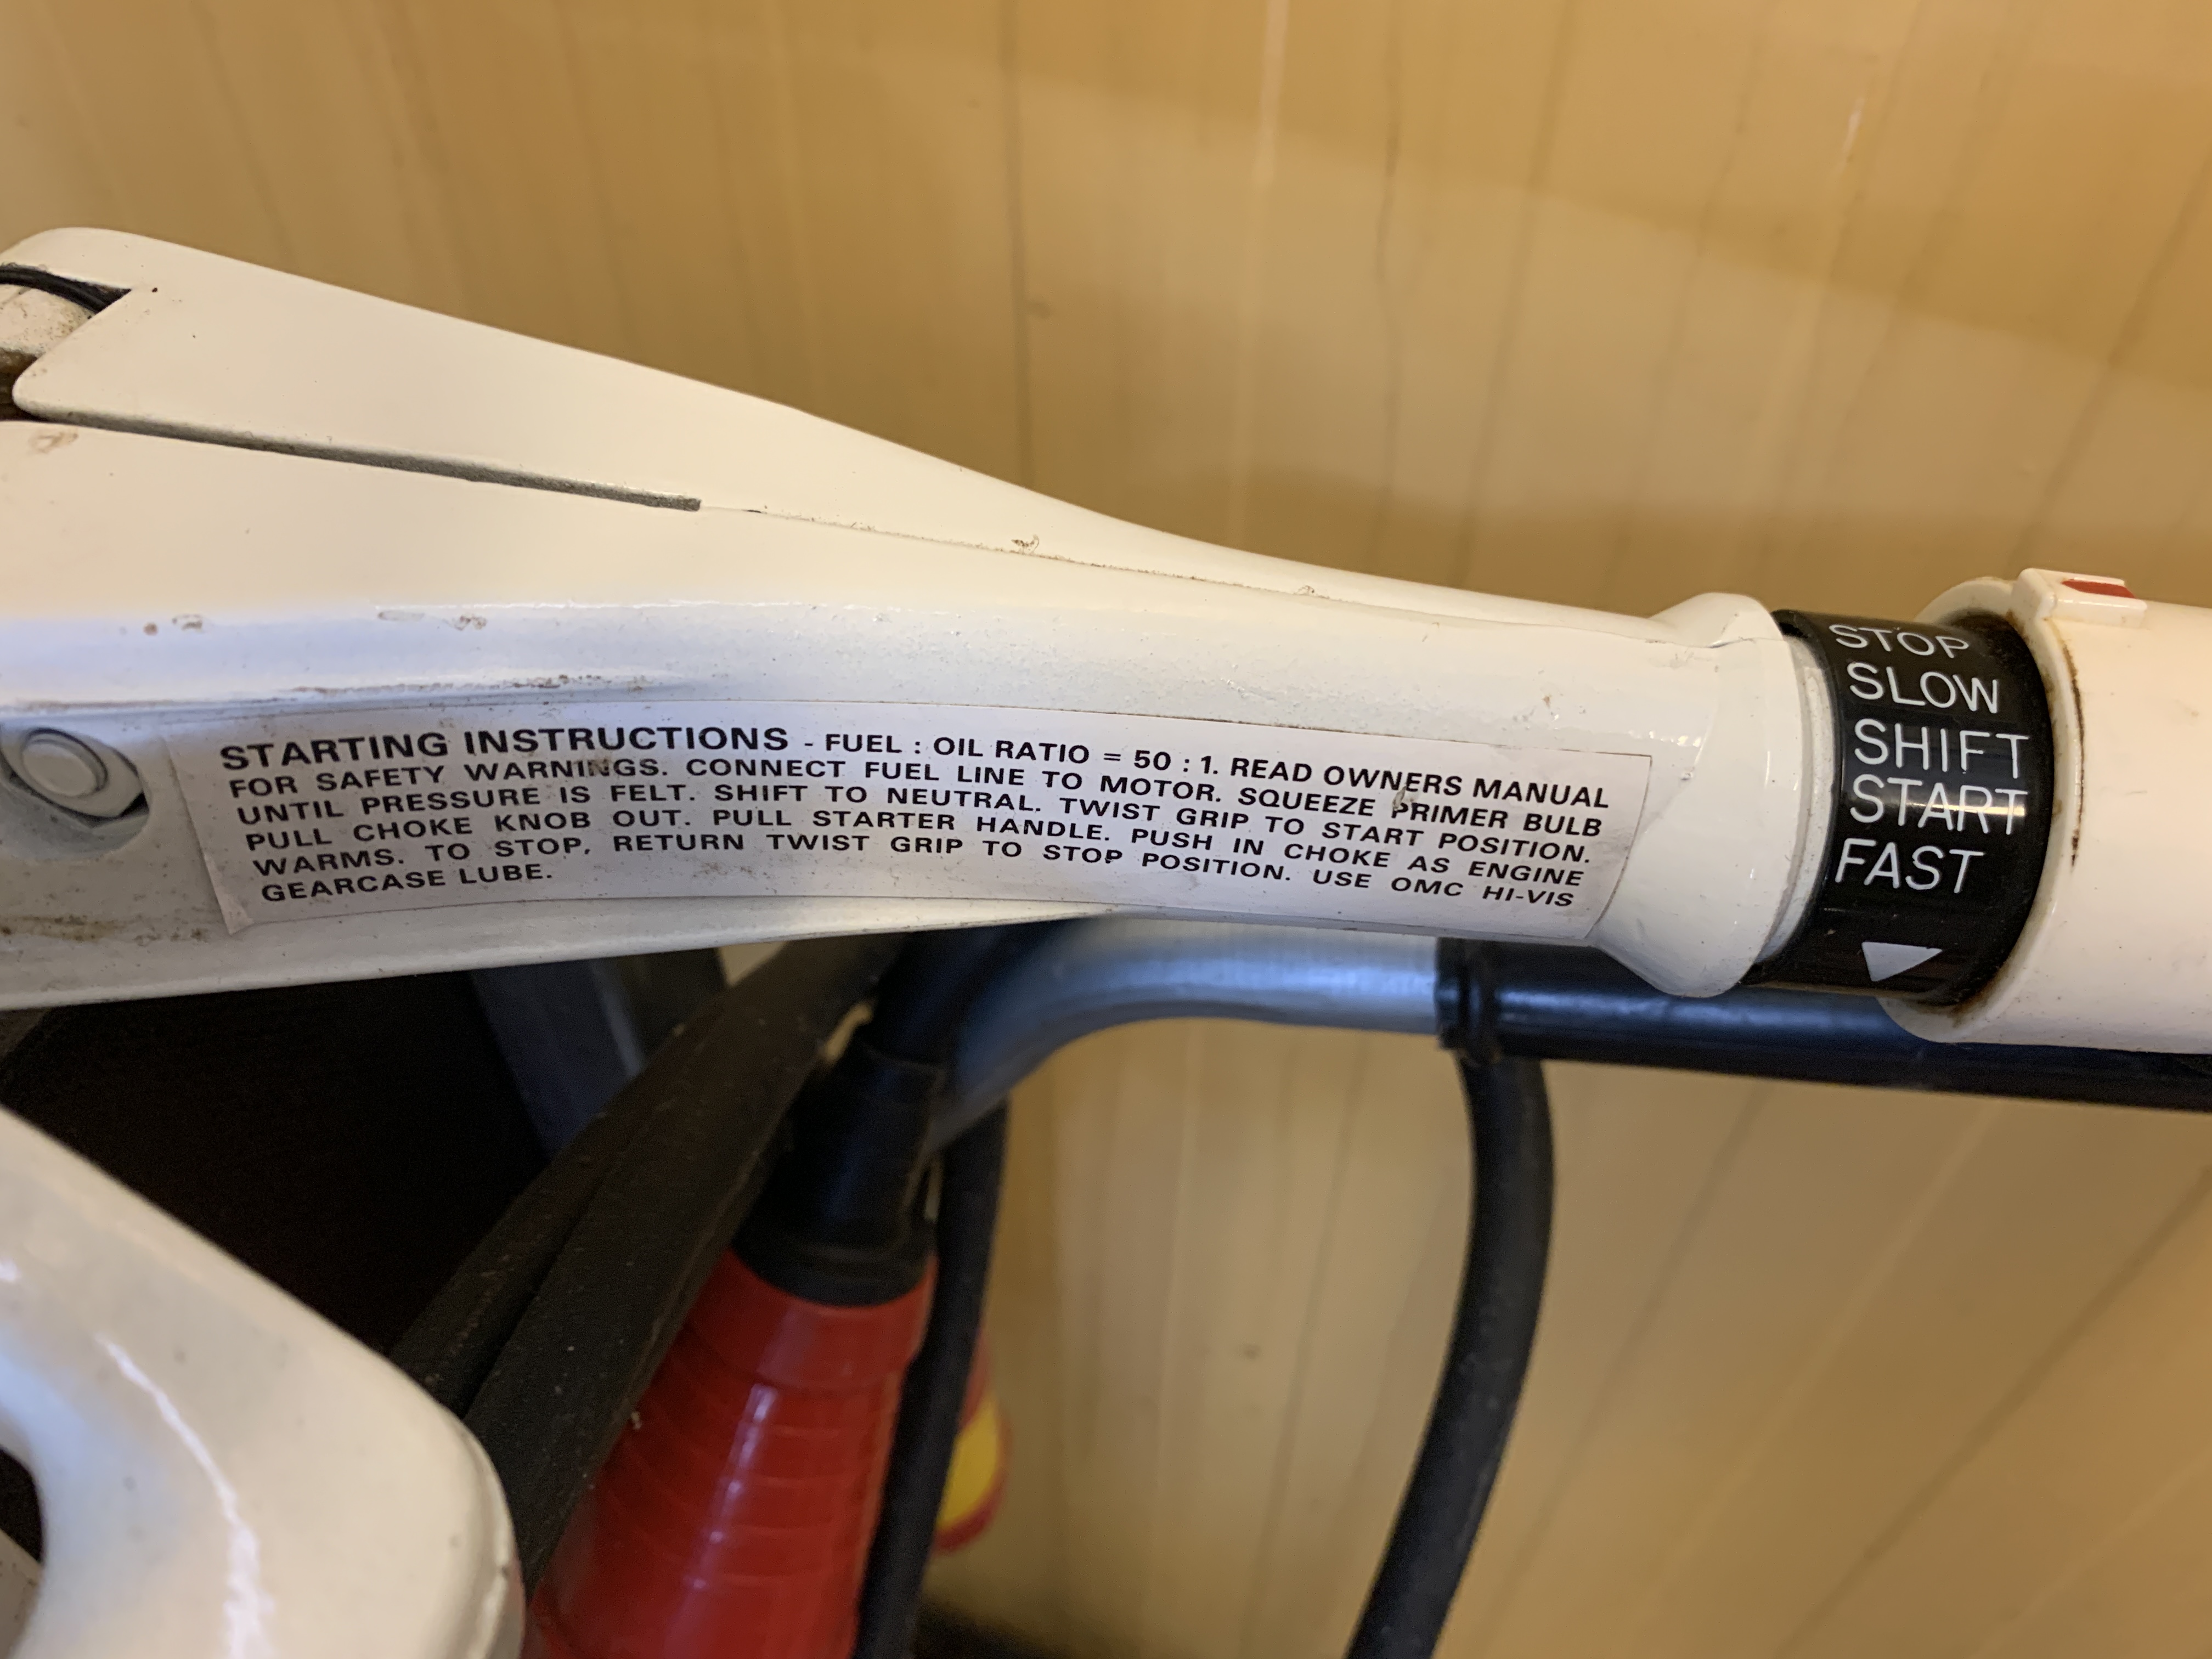 STARTING INSTRUCTIONS - FUEL : OIL RATIO = 50 : 1. READ OWNERS MANUAL
FOR SAFETY WARNINGS. CONNECT FUEL LINE TO MOTOR. SQUEEZE PRIMER BULB
UNTIL PRESSURE IS FELT. SHIFT TO NEUTRAL. TWIST GRIP TO START POSITION.
PULL CHOKE KNOB OUT. PULL STARTER HANDLE. PUSH IN CHOKE AS ENGINE
WARMS. TO STOP, RETURN TWIST GRIP TO STOP POSITION. USE OMC HI-VIS
GEARCASE LUBE.
STOP
SLOW
SHIFT
START
FAST